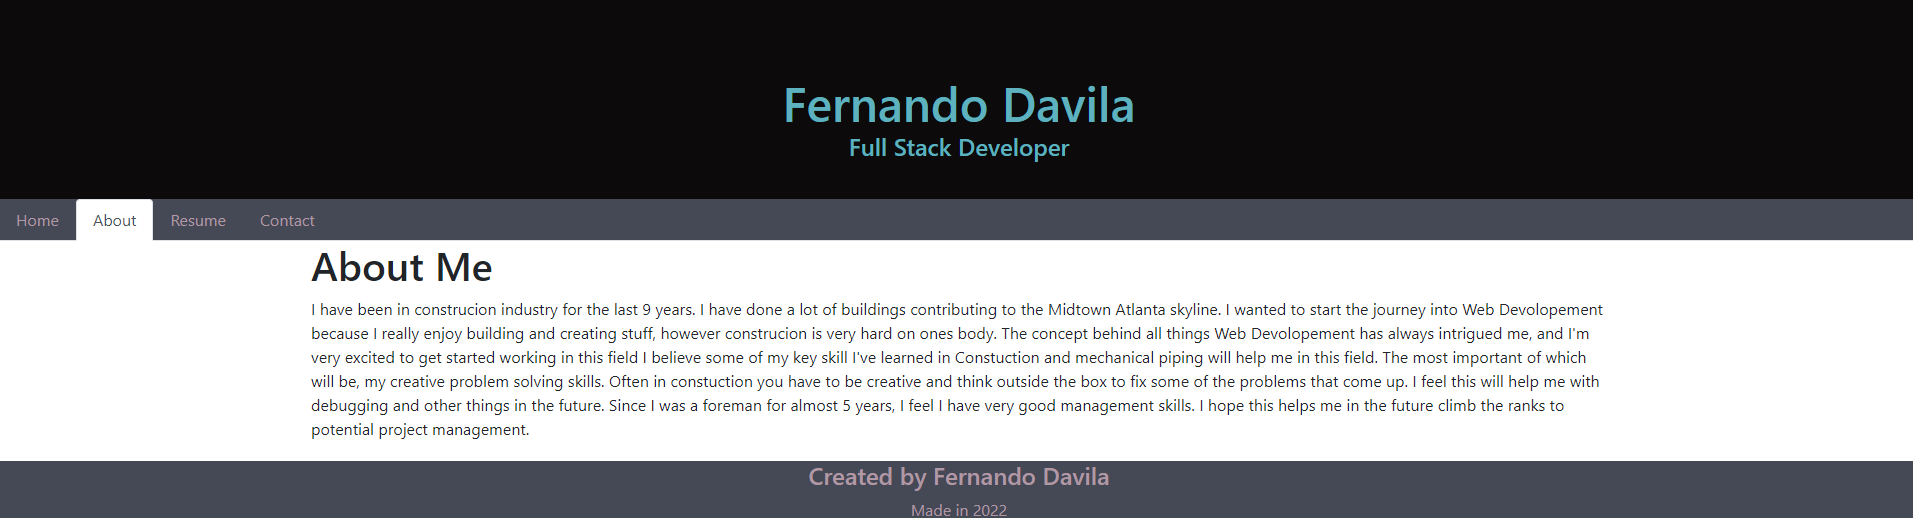 Fernando Davila
Full Stack Developer
Home About Resume Contact
About Me
I have been in construcion industry for the last 9 years. I have done a lot of buildings contributing to the Midtown Atlanta skyline. I wanted to start the journey into Web Devolopement
because I really enjoy building and creating stuff, however construcion is very hard on ones body. The concept behind all things Web Devolopement has always intrigued me, and I'm
very excited to get started working in this field I believe some of my key skill I've learned in Constuction and mechanical piping will help me in this field. The most important of which
will be, my creative problem solving skills. Often in constuction you have to be creative and think outside the box to fix some of the problems that come up. I feel this will help me with
debugging and other things in the future. Since I was a foreman for almost 5 years, I feel I have very good management skills. I hope this helps me in the future climb the ranks to
potential project management.
Created by Fernando Davila
Made in 2022